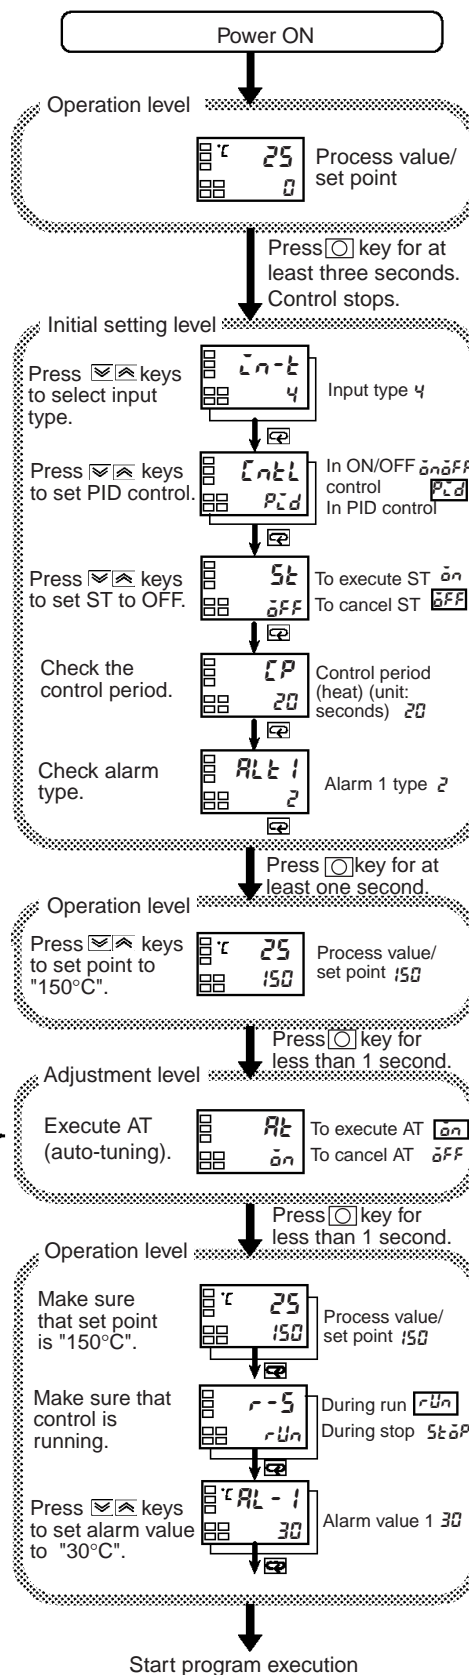 Power ON
Operation level
℃ 25
0
Process value/
set point
Press key for at
least three seconds.
Control stops.
Initial setting level
Press keys
to select input
type.
in-t
4
Input type 4
Press keys
to set PID control.
CntL
Pid
In ON/OFF onoff
control Pid
In PID control
Press keys
to set ST to OFF.
St
off
To execute ST on
To cancel ST off
Check the
control period.
CP
20
Control period
(heat) (unit:
seconds) 20
Check alarm
type.
ALt1
2
Alarm 1 type 2
Press key for at
least one second.
Operation level
Press keys
to set point to
"150°C".
℃ 25
150
Process value/
set point 150
Press key for
less than 1 second.
Adjustment level
Execute AT
(auto-tuning).
At
on
To execute AT on
To cancel AT off
Press key for
less than 1 second.
Operation level
Make sure
that set point
is "150°C".
℃ 25
150
Process value/
set point 150
Make sure that
control is
running.
r-S
rUn
During run rUn
During stop StoP
Press keys
to set alarm value
to "30°C".
℃ AL-1
30
Alarm value 1 30
Start program execution